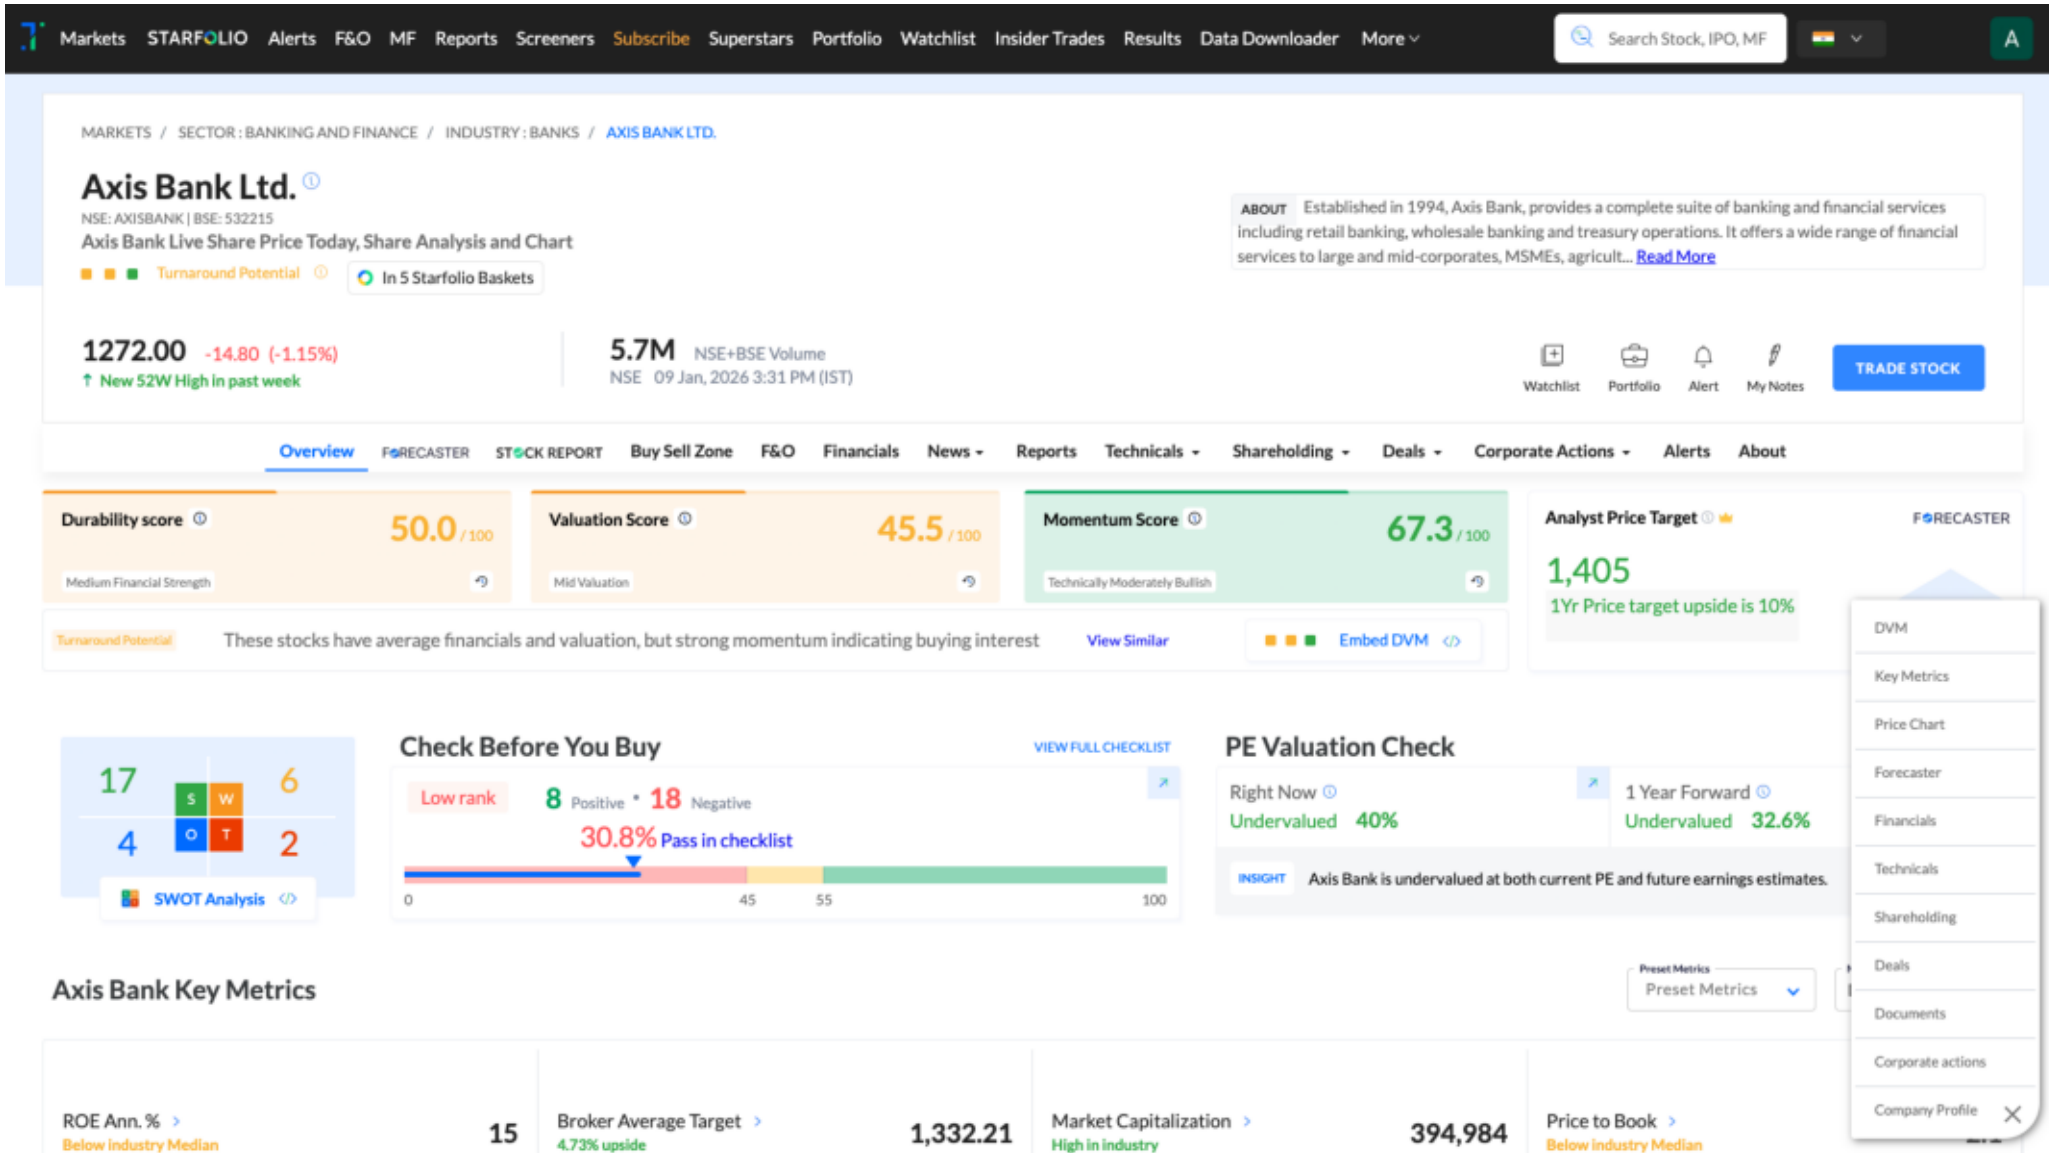 Markets STARFOLIO Alerts F&O MF Reports Screeners Subscribe Superstars Portfolio Watchlist Insider Trades Results Data Downloader More Search Stock, IPO, MF A
MARKETS / SECTOR : BANKING AND FINANCE / INDUSTRY : BANKS / AXIS BANK LTD.
Axis Bank Ltd.
NSE: AXISBANK | BSE: 532215
Axis Bank Live Share Price Today, Share Analysis and Chart
Turnaround Potential In 5 Starfolio Baskets
ABOUT Established in 1994, Axis Bank, provides a complete suite of banking and financial services
including retail banking, wholesale banking and treasury operations. It offers a wide range of financial
services to large and mid-corporates, MSMEs, agricult... Read More
1272.00 -14.80 (-1.15%)
↑ New 52W High in past week
5.7M NSE+BSE Volume
NSE 09 Jan, 2026 3:31 PM (IST)
Watchlist Portfolio Alert My Notes TRADE STOCK
Overview FORECASTER STOCK REPORT Buy Sell Zone F&O Financials News Reports Technicals Shareholding Deals Corporate Actions Alerts About
Durability score 50.0 / 100
Medium Financial Strength
Valuation Score 45.5 / 100
Mid Valuation
Momentum Score 67.3 / 100
Technically Moderately Bullish
Analyst Price Target FORECASTER
1,405
1Yr Price target upside is 10%
Turnaround Potential These stocks have average financials and valuation, but strong momentum indicating buying interest View Similar Embed DVM </>
17 6
S W
O T
4 2
SWOT Analysis </>
Check Before You Buy VIEW FULL CHECKLIST
Low rank 8 Positive • 18 Negative
30.8% Pass in checklist
0 45 55 100
PE Valuation Check
Right Now
Undervalued 40%
1 Year Forward
Undervalued 32.6%
INSIGHT Axis Bank is undervalued at both current PE and future earnings estimates.
Axis Bank Key Metrics
Preset Metrics
Preset Metrics
ROE Ann. % >
Below industry Median
15
Broker Average Target >
4.73% upside
1,332.21
Market Capitalization >
High in industry
394,984
Price to Book >
Below industry Median
DVM
Key Metrics
Price Chart
Forecaster
Financials
Technicals
Shareholding
Deals
Documents
Corporate actions
Company Profile